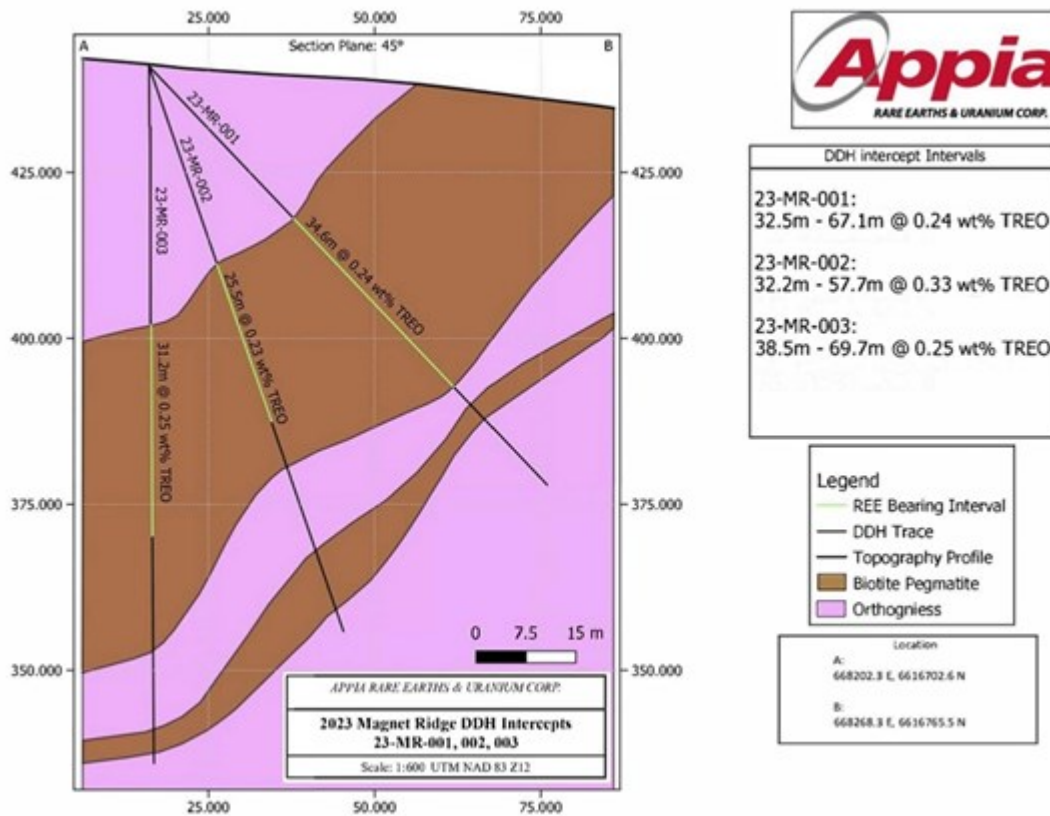 25.000 50.000 75.000
A Section Plane: 45° B
23-MR-001
23-MR-002
23-MR-003
34.6m @ 0.24 wt% TREO
25.5m @ 0.23 wt% TREO
31.2m @ 0.25 wt% TREO
425.000 425.000
400.000 400.000
375.000 375.000
350.000 350.000
0 7.5 15 m
APPIA RARE EARTHS & URANIUM CORP.
2023 Magnet Ridge DDH Intercepts
23-MR-001, 002, 003
Scale: 1:600 UTM NAD 83 Z12
25.000 50.000 75.000
Appia
RARE EARTHS & URANIUM CORP.
DDH intercept Intervals
23-MR-001:
32.5m - 67.1m @ 0.24 wt% TREO
23-MR-002:
32.2m - 57.7m @ 0.33 wt% TREO
23-MR-003:
38.5m - 69.7m @ 0.25 wt% TREO
Legend
REE Bearing Interval
DDH Trace
Topography Profile
Biotite Pegmatite
Orthogniess
Location
A:
668202.3 E, 6616702.6 N
B:
668268.3 E, 6616765.5 N